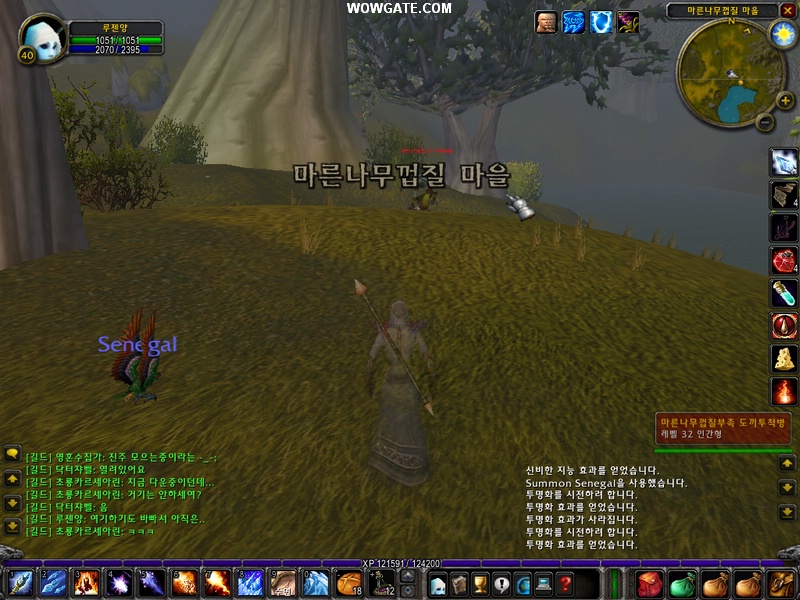 WOWGATE.COM
루젠양
1051 / 1051
2070 / 2395
40
마른나무껍질 마을
N
마른나무껍질 마을
4
4
Senegal
마른나무껍질부족 도끼투척병
레벨 32 인간형
[길드] 영혼수집가: 진주 모으는중이라는 -_-;
[길드] 닥터쟈벨: 열려있어요
[길드] 초룡카르세아린: 지금 다운중이던데...
[길드] 초룡카르세아린: 거기는 안하세여?
[길드] 닥터쟈벨: 음
[길드] 루젠양: 여기하기도 바빠서 아직은..
[길드] 초룡카르세아린: ㅋㅋㅋ
신비한 지능 효과를 얻었습니다.
Summon Senegal을 사용했습니다.
투명화를 시전하려 합니다.
투명화 효과를 얻었습니다.
투명화 효과가 사라집니다.
투명화를 시전하려 합니다.
투명화 효과를 얻었습니다.
XP 121591 / 124200
18
12